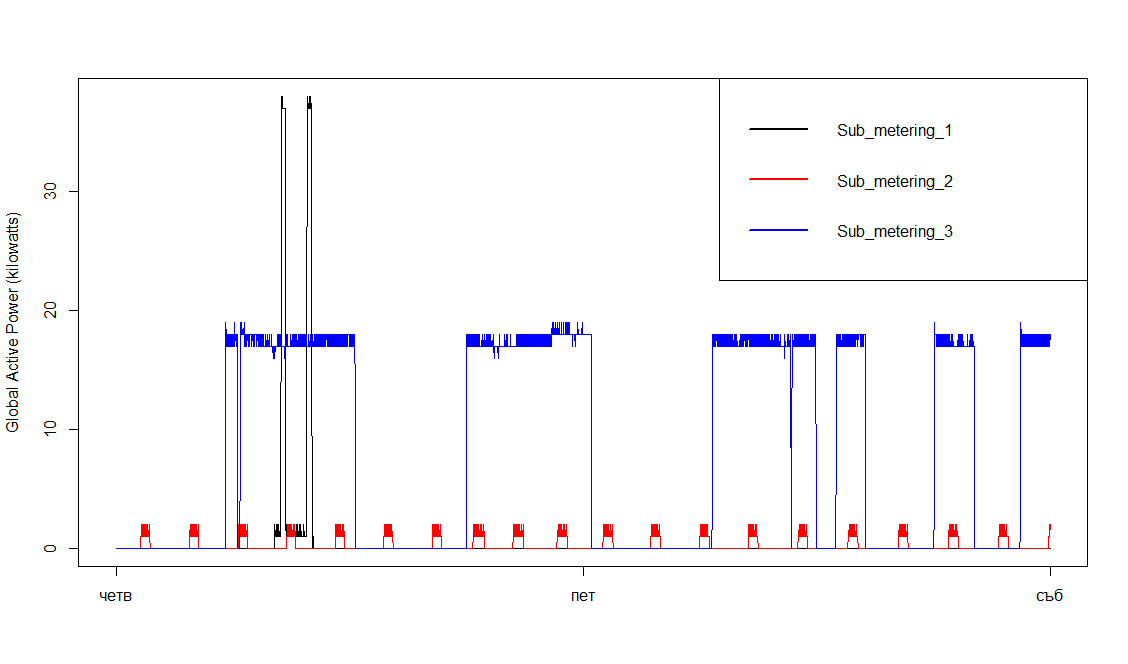 Sub_metering_1
Sub_metering_2
Sub_metering_3
Global Active Power (kilowatts)
30
20
10
0
четв
пет
съб